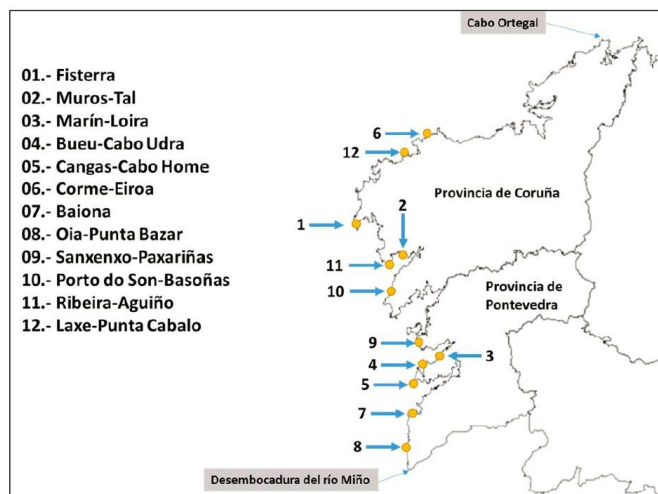 Cabo Ortegal
01.- Fisterra
02.- Muros-Tal
03.- Marín-Loira
04.- Bueu-Cabo Udra
05.- Cangas-Cabo Home
06.- Corme-Eiroa
07.- Baiona
08.- Oia-Punta Bazar
09.- Sanxenxo-Paxariñas
10.- Porto do Son-Basoñas
11.- Ribeira-Aguiño
12.- Laxe-Punta Cabalo
6
12
Provincia de Coruña
2
1
11
10
Provincia de
Pontevedra
9
3
4
5
7
8
Desembocadura del río Miño